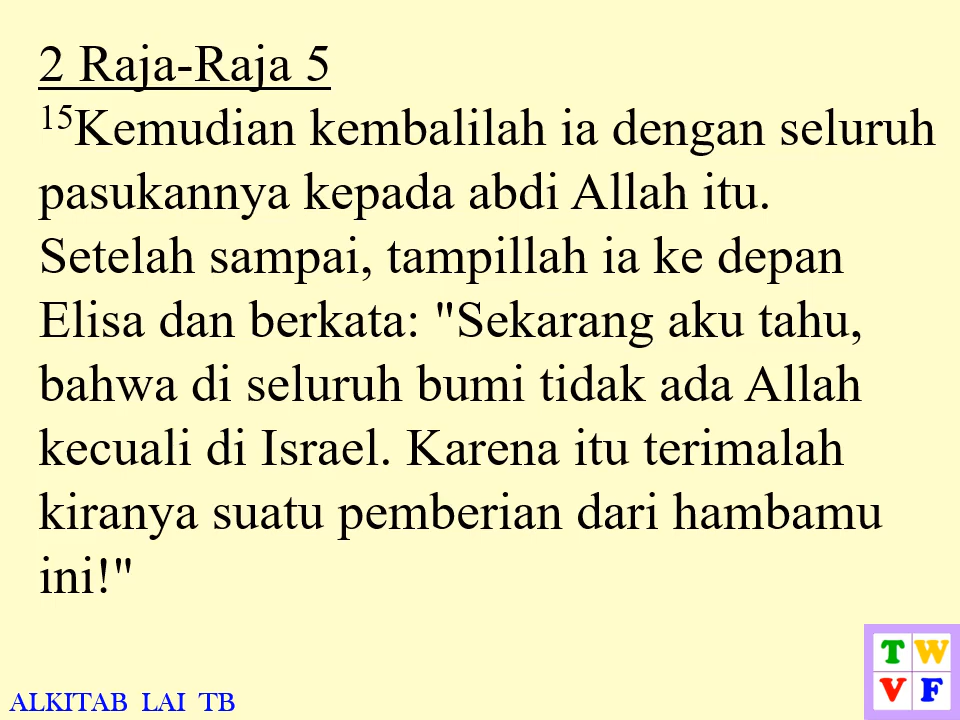 2 Raja-Raja 5
15Kemudian kembalilah ia dengan seluruh
pasukannya kepada abdi Allah itu.
Setelah sampai, tampillah ia ke depan
Elisa dan berkata: "Sekarang aku tahu,
bahwa di seluruh bumi tidak ada Allah
kecuali di Israel. Karena itu terimalah
kiranya suatu pemberian dari hambamu
ini!"
T W
V F
ALKITAB LAI TB